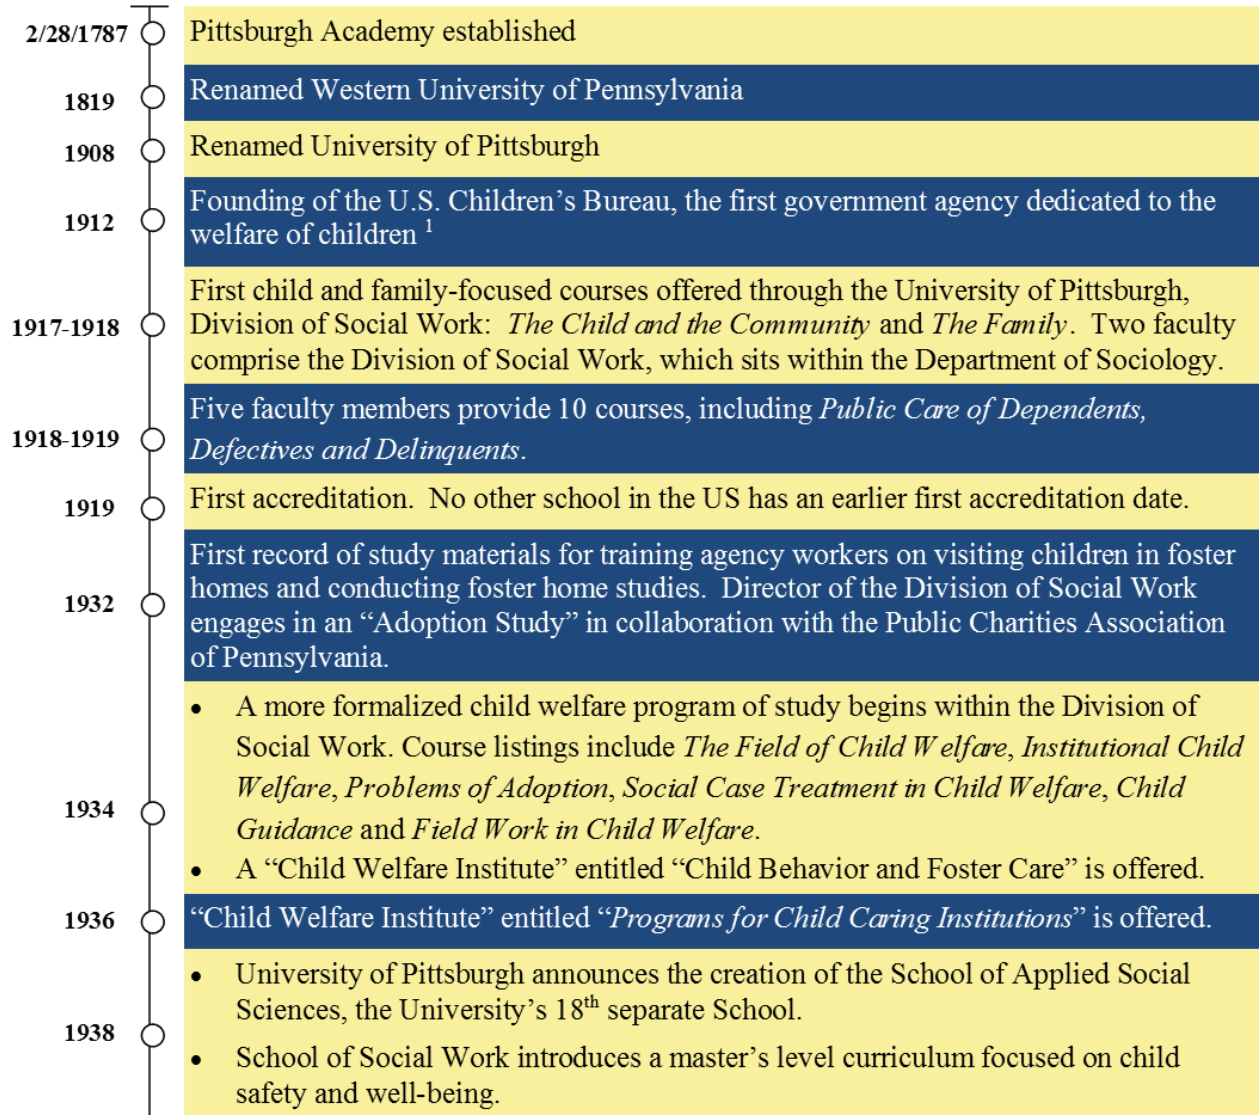 2/28/1787 Pittsburgh Academy established
1819 Renamed Western University of Pennsylvania
1908 Renamed University of Pittsburgh
1912 Founding of the U.S. Children’s Bureau, the first government agency dedicated to the
welfare of children 1
First child and family-focused courses offered through the University of Pittsburgh,
1917-1918 Division of Social Work:  The Child and the Community and The Family.  Two faculty
comprise the Division of Social Work, which sits within the Department of Sociology.
1918-1919 Five faculty members provide 10 courses, including Public Care of Dependents,
Defectives and Delinquents.
1919 First accreditation.  No other school in the US has an earlier first accreditation date.
First record of study materials for training agency workers on visiting children in foster
1932 homes and conducting foster home studies.  Director of the Division of Social Work
engages in an “Adoption Study” in collaboration with the Public Charities Association
of Pennsylvania.
• A more formalized child welfare program of study begins within the Division of
Social Work. Course listings include The Field of Child Welfare, Institutional Child
Welfare, Problems of Adoption, Social Case Treatment in Child Welfare, Child
1934 Guidance and Field Work in Child Welfare.
• A “Child Welfare Institute” entitled “Child Behavior and Foster Care” is offered.
1936 “Child Welfare Institute” entitled “Programs for Child Caring Institutions” is offered.
• University of Pittsburgh announces the creation of the School of Applied Social
Sciences, the University’s 18th separate School.
1938
• School of Social Work introduces a master’s level curriculum focused on child
safety and well-being.